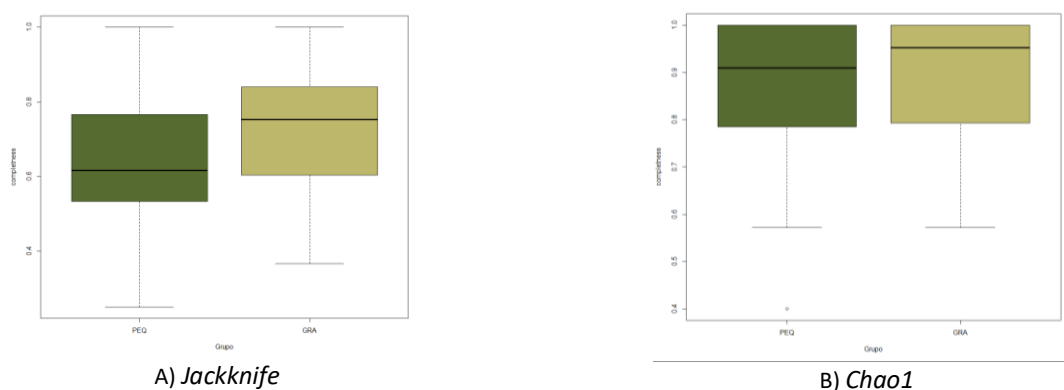 completness
1.0
0.8
0.6
0.4
PEQ
GRA
Grupo
A) Jackknife
completness
1.0
0.9
0.8
0.7
0.6
0.5
0.4
PEQ
GRA
Grupo
B) Chao1